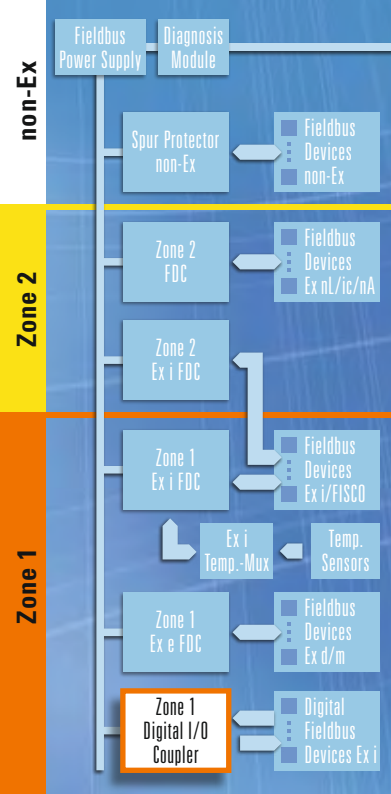 non-Ex
Fieldbus
Power Supply
Diagnosis
Module
Spur Protector
non-Ex
Fieldbus
Devices
non-Ex
Zone 2
Zone 2
FDC
Fieldbus
Devices
Ex nL/ic/nA
Zone 2
Ex i FDC
Zone 1
Zone 1
Ex i FDC
Fieldbus
Devices
Ex i/FISCO
Ex i
Temp.-Mux
Temp.
Sensors
Zone 1
Ex e FDC
Fieldbus
Devices
Ex d/m
Zone 1
Digital I/O
Coupler
Digital
Fieldbus
Devices Ex i